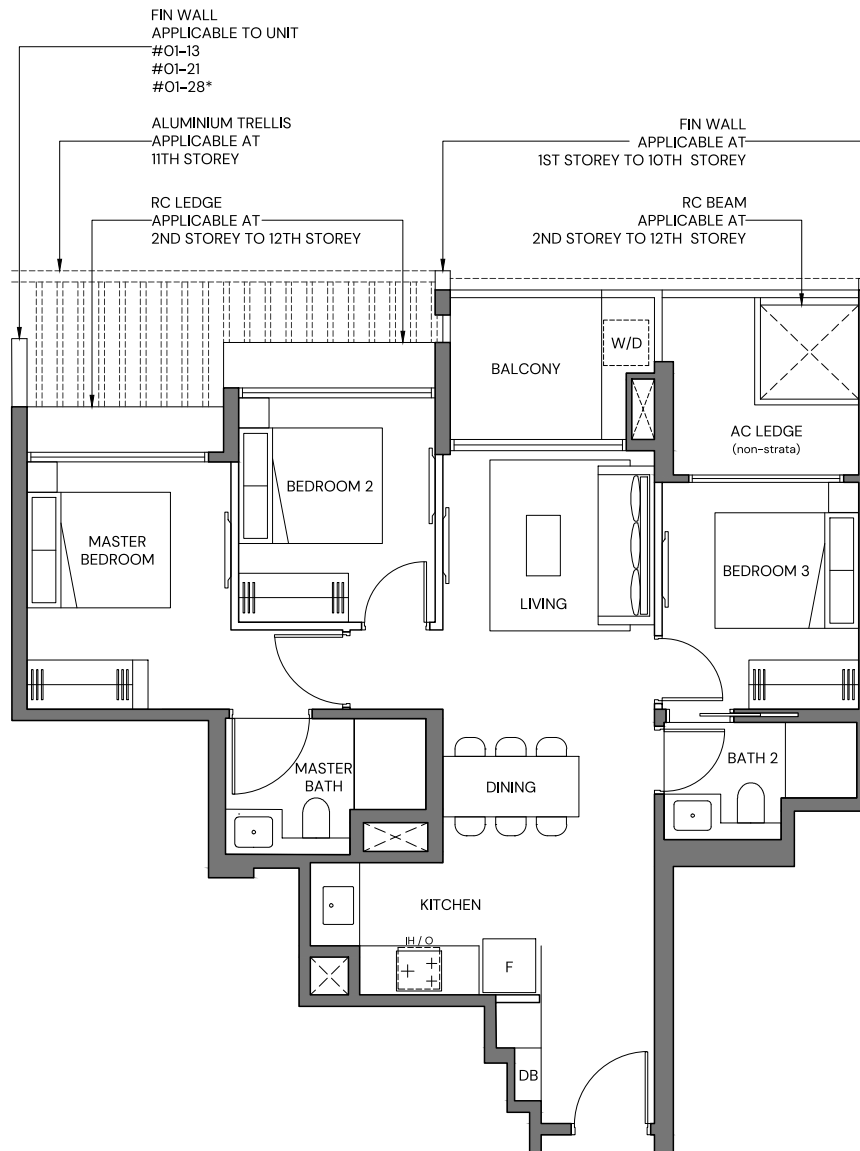 FIN WALL
APPLICABLE TO UNIT
#01-13
#01-21
#01-28*
ALUMINIUM TRELLIS
APPLICABLE AT
11TH STOREY
FIN WALL
APPLICABLE AT
1ST STOREY TO 10TH STOREY
RC LEDGE
APPLICABLE AT
2ND STOREY TO 12TH STOREY
RC BEAM
APPLICABLE AT
2ND STOREY TO 12TH STOREY
W/D
BALCONY
AC LEDGE
(non-strata)
BEDROOM 2
MASTER
BEDROOM
BEDROOM 3
LIVING
MASTER
BATH
DINING
BATH 2
KITCHEN
H / O
F
DB